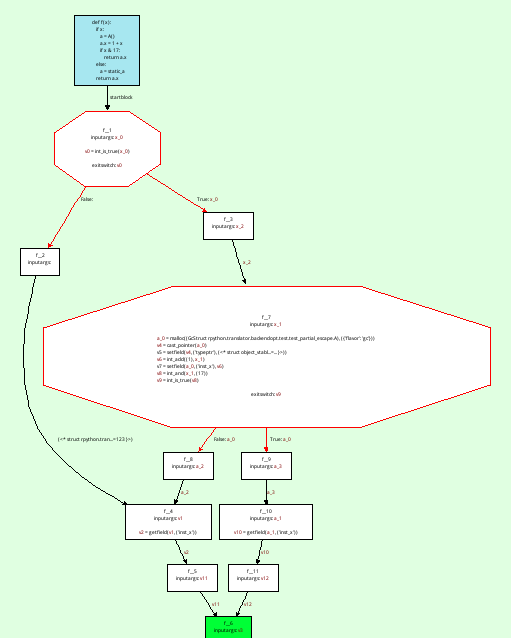 def f(x):
if x:
a = A()
a.x = 1 + x
if x & 17:
return a.x
else:
a = static_a
return a.x
startblock
f__1
inputargs: x_0
v0 = int_is_true(x_0)
exitswitch: v0
False:
True: x_0
f__3
inputargs: x_2
f__2
inputargs:
x_2
f__7
inputargs: x_1
a_0 = malloc((GcStruct rpython.translator.backendopt.test.test_partial_escape.A), ({'flavor': 'gc'}))
v4 = cast_pointer(a_0)
v5 = setfield(v4, ('typeptr'), (<* struct object_vtabl...=... }>))
v6 = int_add((1), x_1)
v7 = setfield(a_0, ('inst_x'), v6)
v8 = int_and(x_1, (17))
v9 = int_is_true(v8)
exitswitch: v9
(<* struct rpython.tran...=123 }>)
False: a_0
True: a_0
f__8
inputargs: a_2
f__9
inputargs: a_3
a_2
a_3
f__4
inputargs: v1
v2 = getfield(v1, ('inst_x'))
f__10
inputargs: a_1
v10 = getfield(a_1, ('inst_x'))
v2
v10
f__5
inputargs: v11
f__11
inputargs: v12
v11
v12
f__6
inputargs: v3